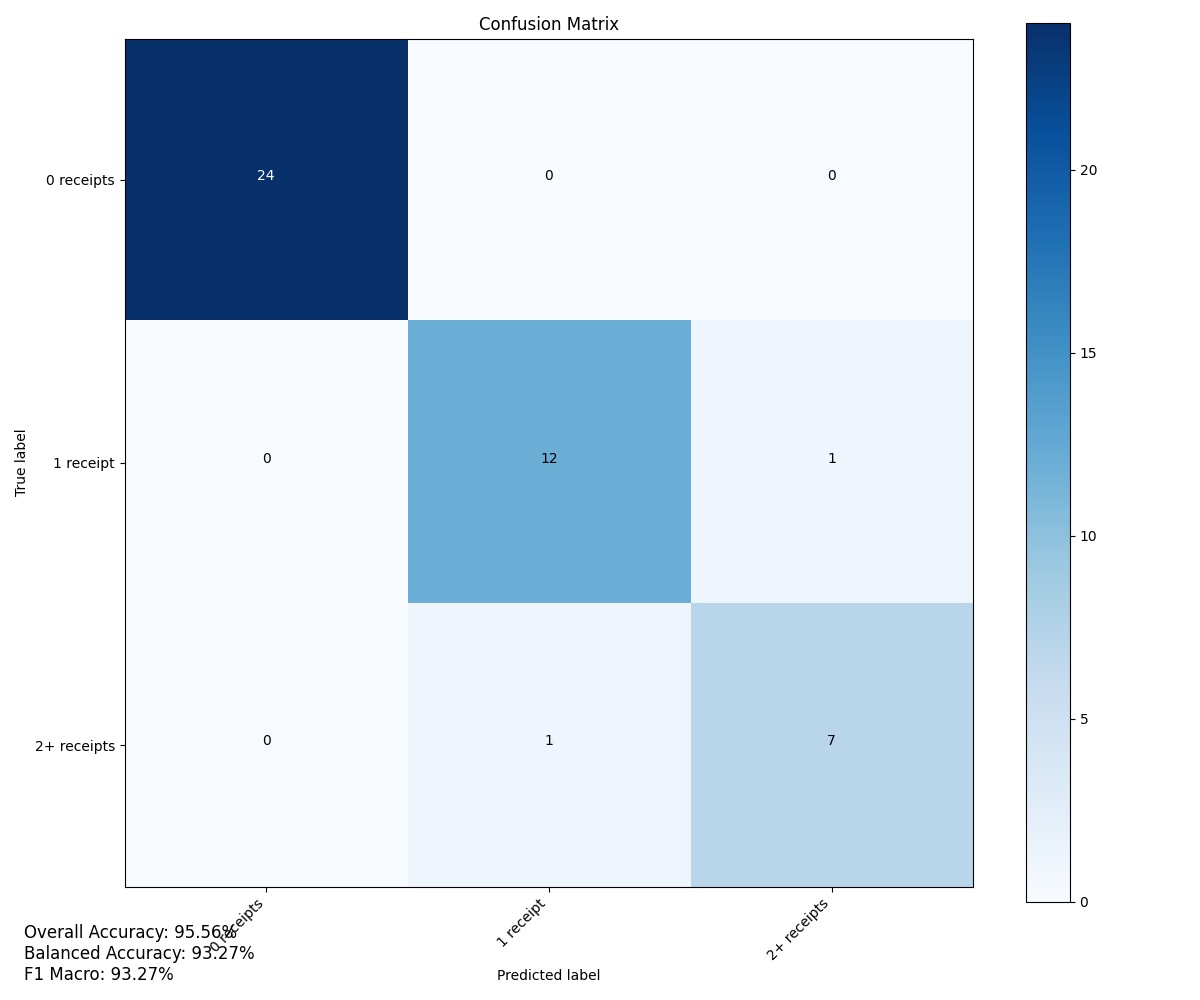 Confusion Matrix
0 receipts
24
0
0
20
15
True label
1 receipt
0
12
1
10
2+ receipts
0
1
7
5
0
0 receipts
1 receipt
2+ receipts
Overall Accuracy: 95.56%
Balanced Accuracy: 93.27%
F1 Macro: 93.27%
Predicted label